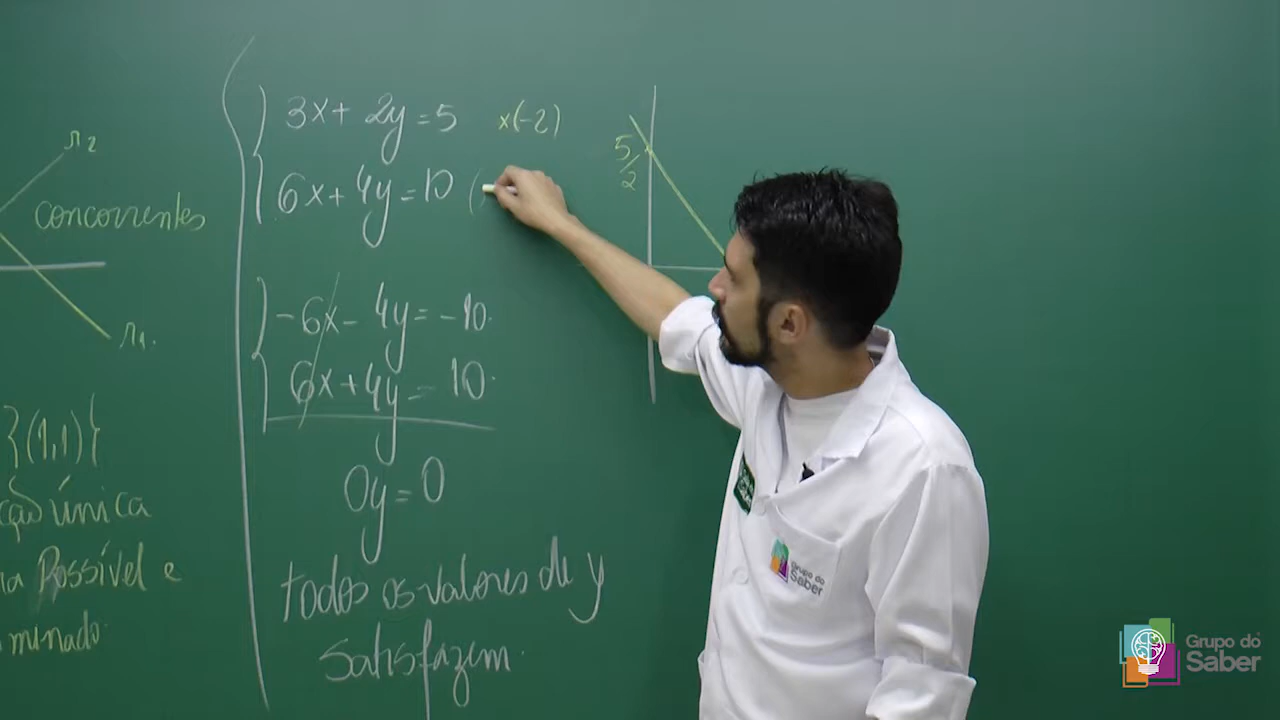 r2
concorrentes
r1.
}(1,1){
ção única
Possível e
minado.
3x + 2y = 5 x(-2)
6x + 4y = 10 (
-6x - 4y = -10.
6x + 4y = 10.
0y = 0
todos os valores de y
satisfazem.
5/2
Grupo do
Saber
Grupo do
Saber